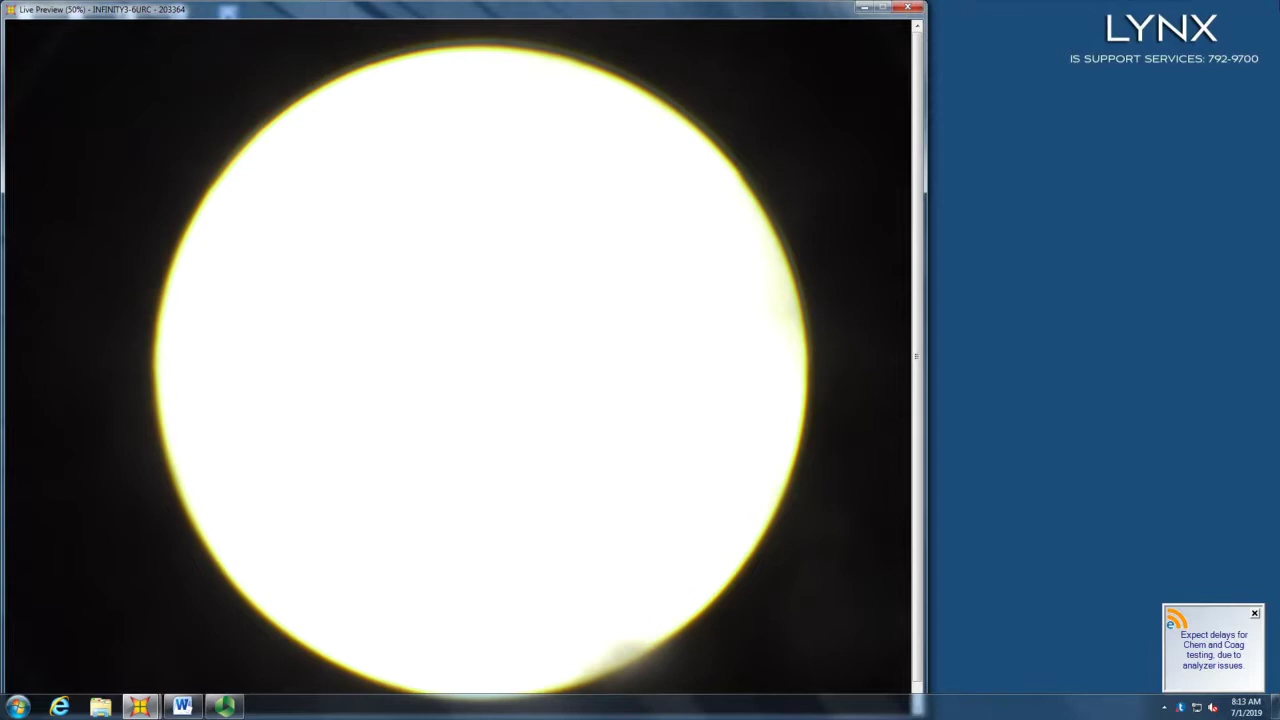 Live Preview (50%) - INFINITY3-6URC - 203364
LYNX
IS SUPPORT SERVICES: 792-9700
Expect delays for
Chem and Coag
testing, due to
analyzer issues
8:13 AM
7/1/2019